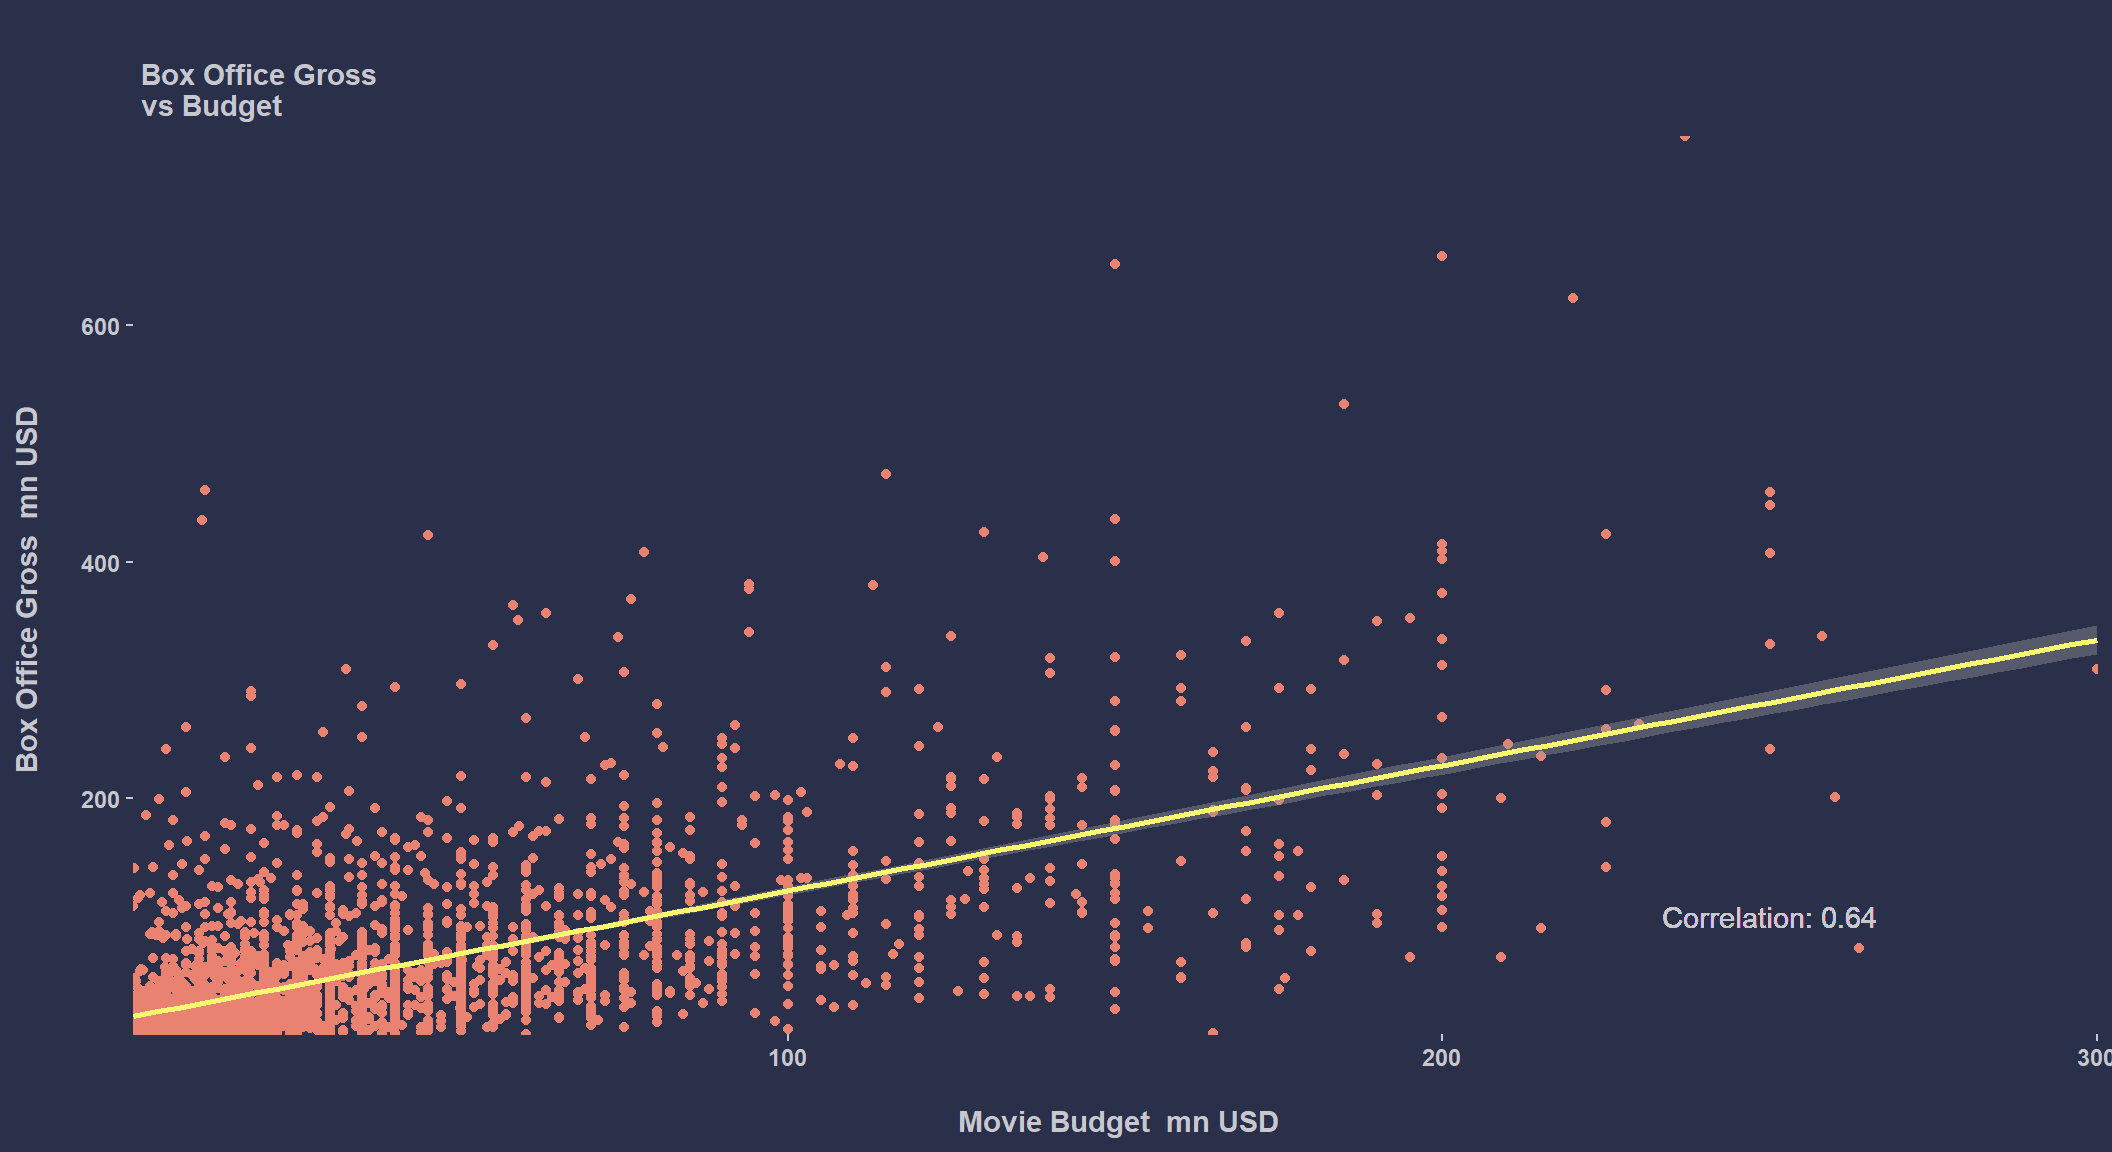 Box Office Gross
vs Budget
Box Office Gross  mn USD
600
400
200
Correlation: 0.64
100
200
300
Movie Budget  mn USD